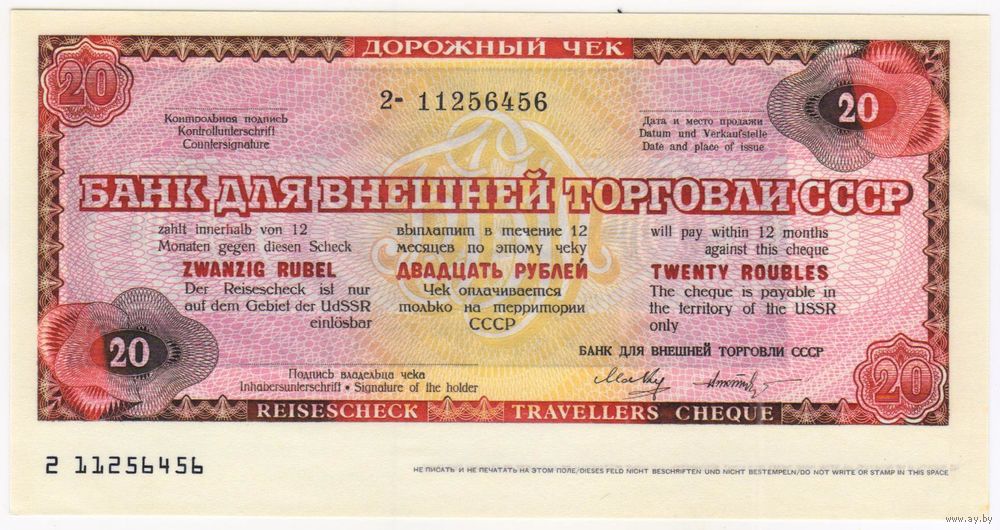 ДОРОЖНЫЙ ЧЕК
20
2- 11256456
20
Контрольная подпись
Kontrollunterschrift
Countersignature
Дата и место продажи
Datum und Verkaufstelle
Date and place of issue
БАНК ДЛЯ ВНЕШНЕЙ ТОРГОВЛИ СССР
zahlt innerhalb von 12
Monaten gegen diesen Scheck
ZWANZIG RUBEL
Der Reisescheck ist nur
auf dem Gebiet der UdSSR
einlösbar
выплатит в течение 12
месяцев по этому чеку
ДВАДЦАТЬ РУБЛЕЙ
Чек оплачивается
только на территории
СССР
will pay within 12 months
against this cheque
TWENTY ROUBLES
The cheque is payable in
the territory of the USSR
only
20
БАНК ДЛЯ ВНЕШНЕЙ ТОРГОВЛИ СССР
20
Подпись владельца чека
Inhabersunterschrift • Signature of the holder
REISESCHECK TRAVELLERS CHEQUE
2 11256456
НЕ ПИСАТЬ И НЕ ПЕЧАТАТЬ НА ЭТОМ ПОЛЕ/DIESES FELD NICHT BESCHRIFTEN UND NICHT BESTEMPELN/DO NOT WRITE OR STAMP IN THIS SPACE
www.ay.by